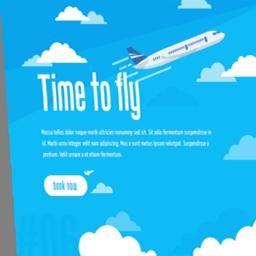 Time to fly
Massa tellus dolor neque morbi ultricies nonummy sed sit. Sit odio fermentum suspendisse in
id. Morbi urna integer velit nam adipiscing. Mus a sunt metus ipsum volutpat. Suspendisse a
pretium. Velit ornare a et etiam fermentum.
book now
#06